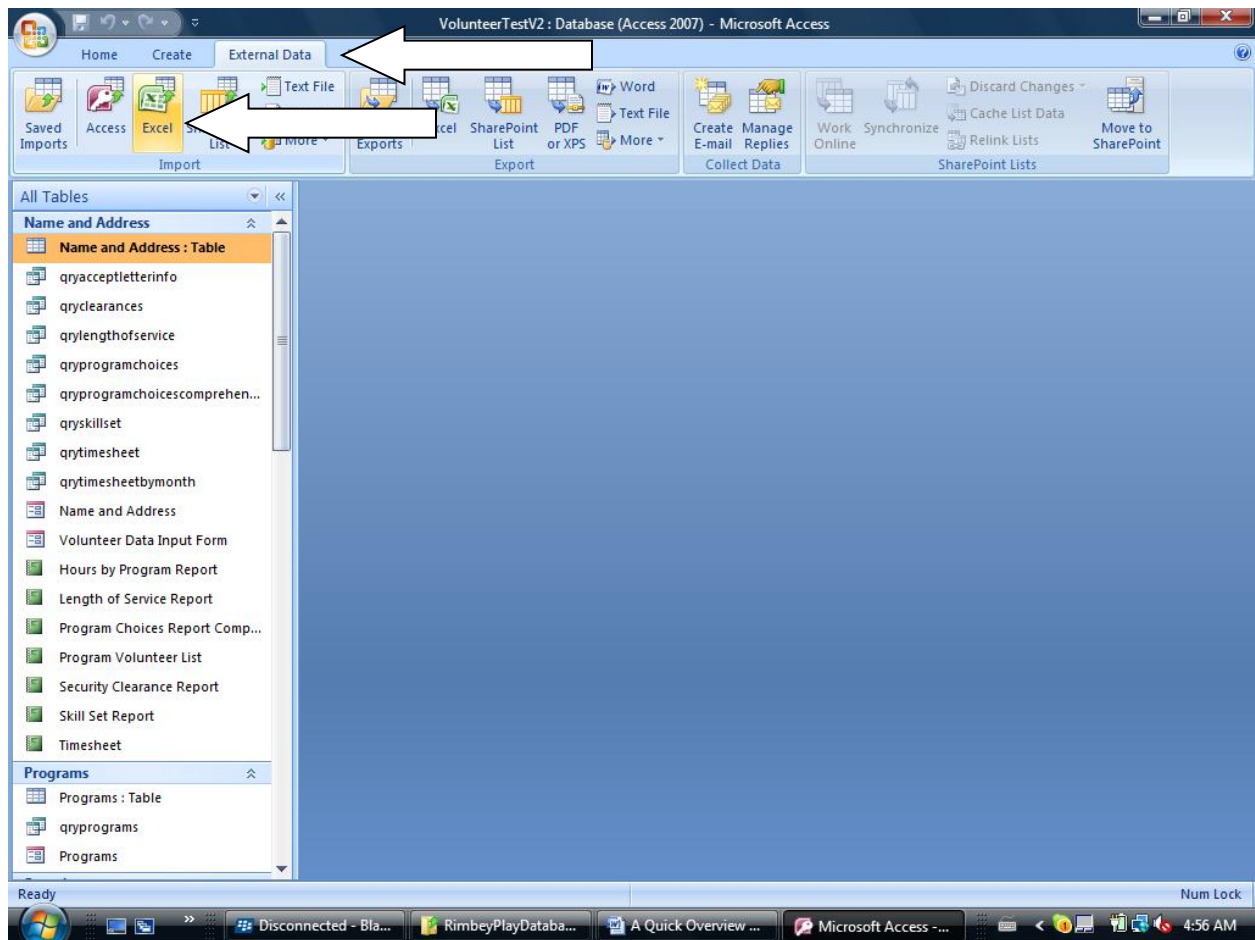 VolunteerTestV2 : Database (Access 2007) - Microsoft Access
Home Create External Data
Saved Imports
Access
Excel
List
Text File
More
Import
Exports
SharePoint List
PDF or XPS
Word
Text File
More
Export
Create E-mail
Manage Replies
Collect Data
Work Online
Synchronize
Discard Changes
Cache List Data
Relink Lists
Move to SharePoint
SharePoint Lists
All Tables
Name and Address
Name and Address : Table
qryacceptletterinfo
qryclearances
qrylengthofservice
qryprogramchoices
qryprogramchoicescomprehen...
qryskillset
qrytimesheet
qrytimesheetbymonth
Name and Address
Volunteer Data Input Form
Hours by Program Report
Length of Service Report
Program Choices Report Comp...
Program Volunteer List
Security Clearance Report
Skill Set Report
Timesheet
Programs
Programs : Table
qryprograms
Programs
Ready Num Lock
Disconnected - Bla... RimbeyPlayDataba... A Quick Overview ... Microsoft Access -... 4:56 AM